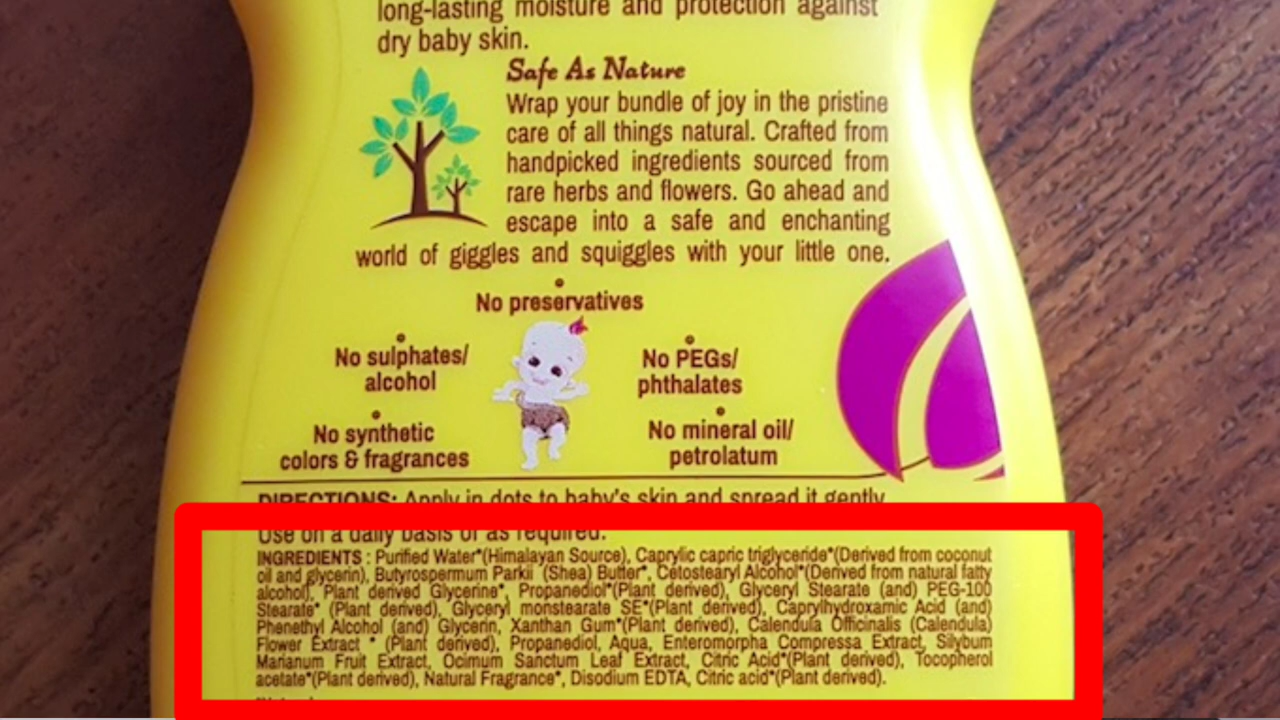 long-lasting moisture and protection against
dry baby skin.
Safe As Nature
Wrap your bundle of joy in the pristine
care of all things natural. Crafted from
handpicked ingredients sourced from
rare herbs and flowers. Go ahead and
escape into a safe and enchanting
world of giggles and squiggles with your little one.
No preservatives
No sulphates/
alcohol
No PEGs/
phthalates
No synthetic
colors & fragrances
No mineral oil/
petrolatum
DIRECTIONS: Apply in dots to baby's skin and spread it gently.
Use on a daily basis or as required.
INGREDIENTS : Purified Water*(Himalayan Source), Caprylic capric triglyceride*(Derived from coconut
oil and glycerin), Butyrospermum Parkii (Shea) Butter*, Cetostearyl Alcohol*(Derived from natural fatty
alcohol), Plant derived Glycerine*, Propanediol*(Plant derived), Glyceryl Stearate (and) PEG-100
Stearate* (Plant derived), Glyceryl monstearate SE*(Plant derived), Caprylhydroxamic Acid (and)
Phenethyl Alcohol (and) Glycerin, Xanthan Gum*(Plant derived), Calendula Officinalis (Calendula)
Flower Extract * (Plant derived), Propanediol, Aqua, Enteromorpha Compressa Extract, Silybum
Marianum Fruit Extract, Ocimum Sanctum Leaf Extract, Citric Acid*(Plant derived), Tocopherol
acetate*(Plant derived), Natural Fragrance*, Disodium EDTA, Citric acid*(Plant derived).